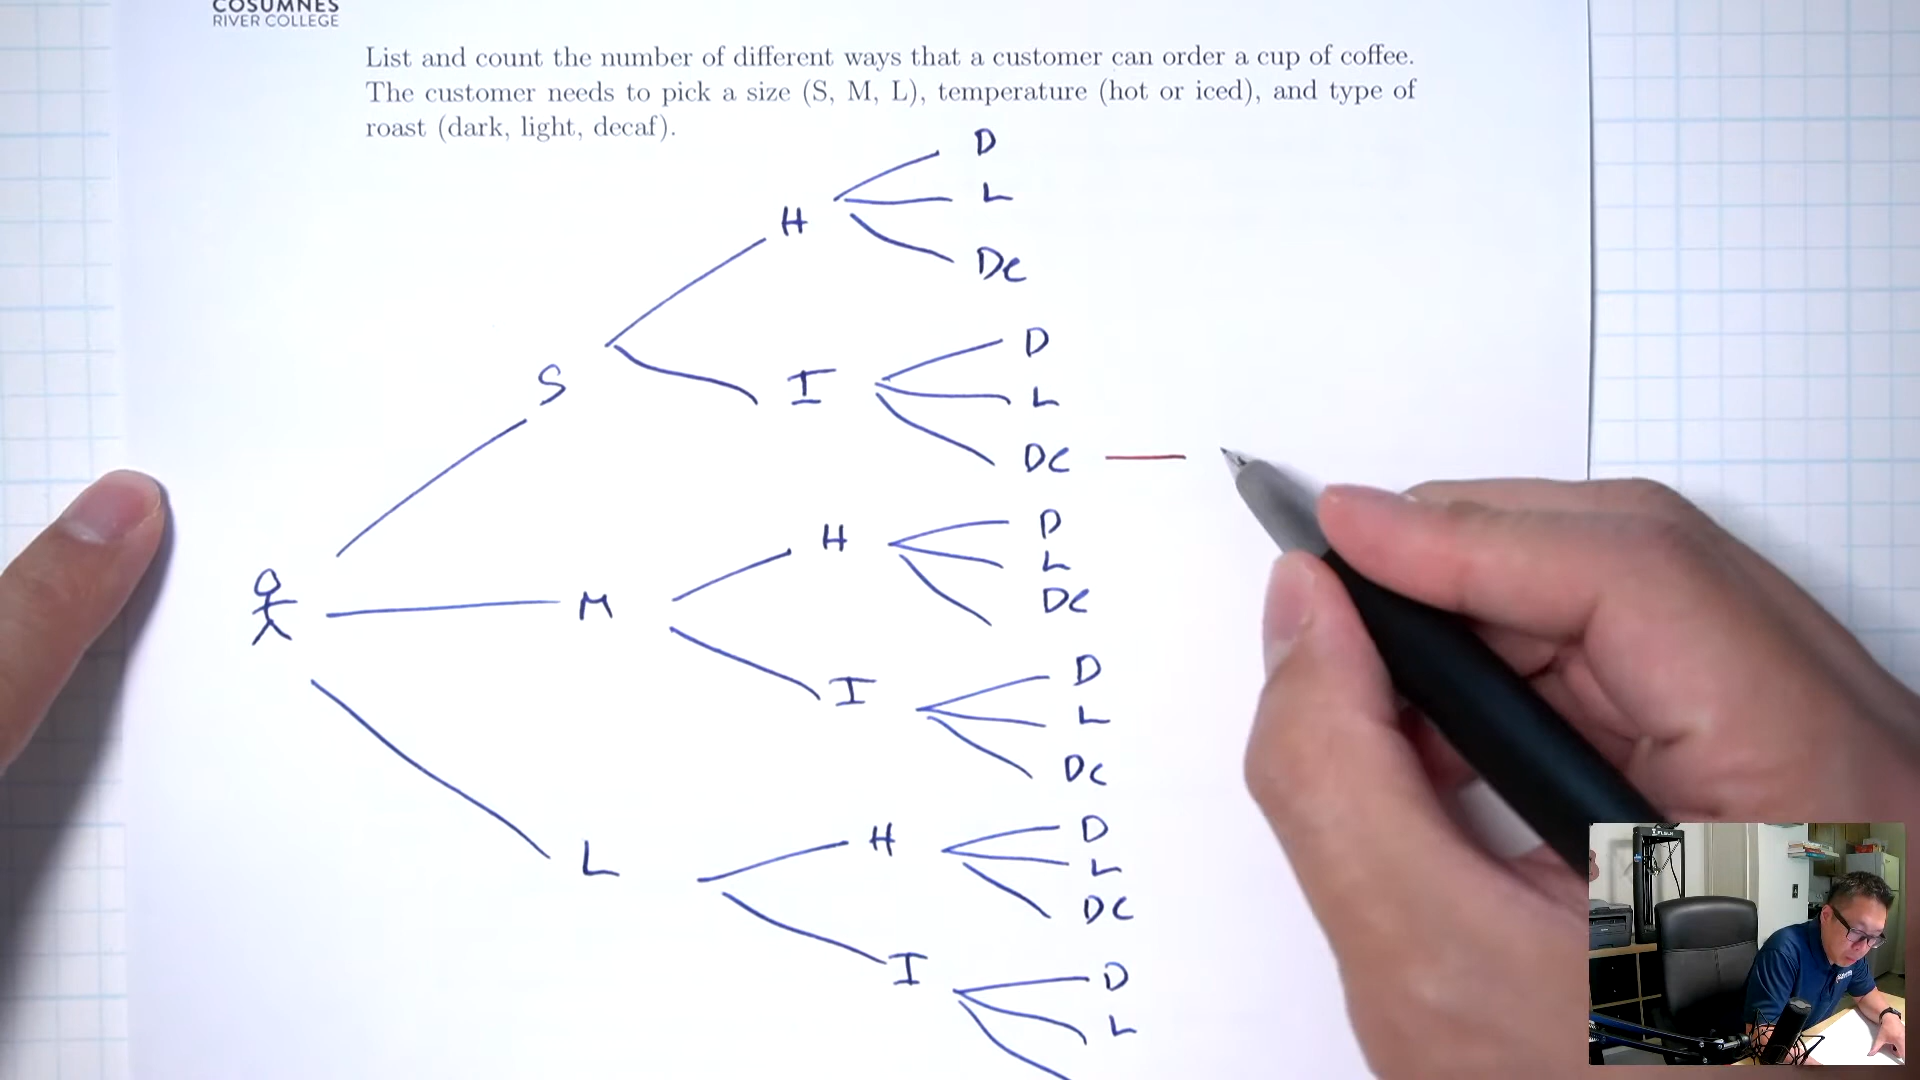 COSUMNES
RIVER COLLEGE
List and count the number of different ways that a customer can order a cup of coffee.
The customer needs to pick a size (S, M, L), temperature (hot or iced), and type of
roast (dark, light, decaf).
D
L
H
DC
D
S
I
L
DC
D
H
L
DC
M
D
I
L
DC
D
H
L
L
DC
I
D
L